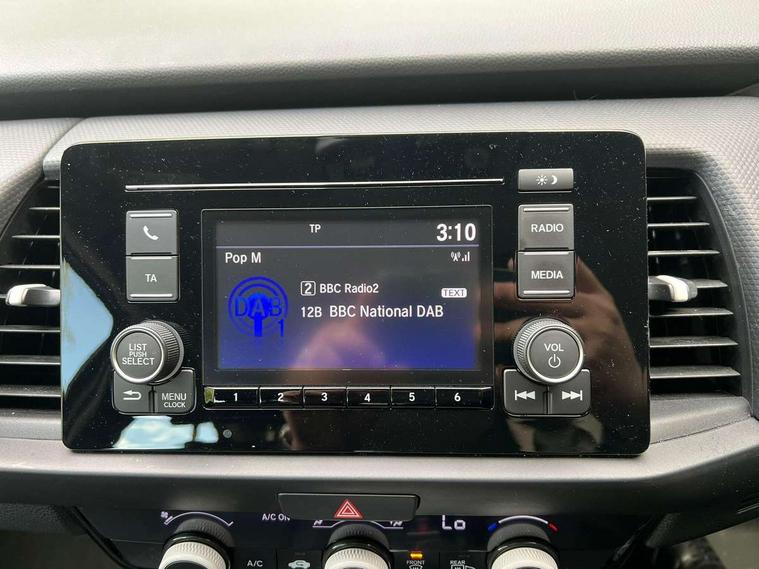 TP
3:10
Pop M
DAB
1
2 BBC Radio2
TEXT
12B BBC National DAB
RADIO
TA
MEDIA
LIST
PUSH
SELECT
VOL
MENU
CLOCK
1 2 3 4 5 6
A/C ON
Lo
A/C
FRONT
REAR